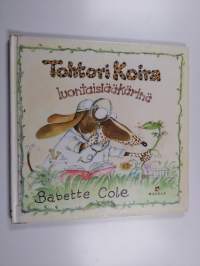 Tohtori Koira
luontaislääkärinä
Babette Cole